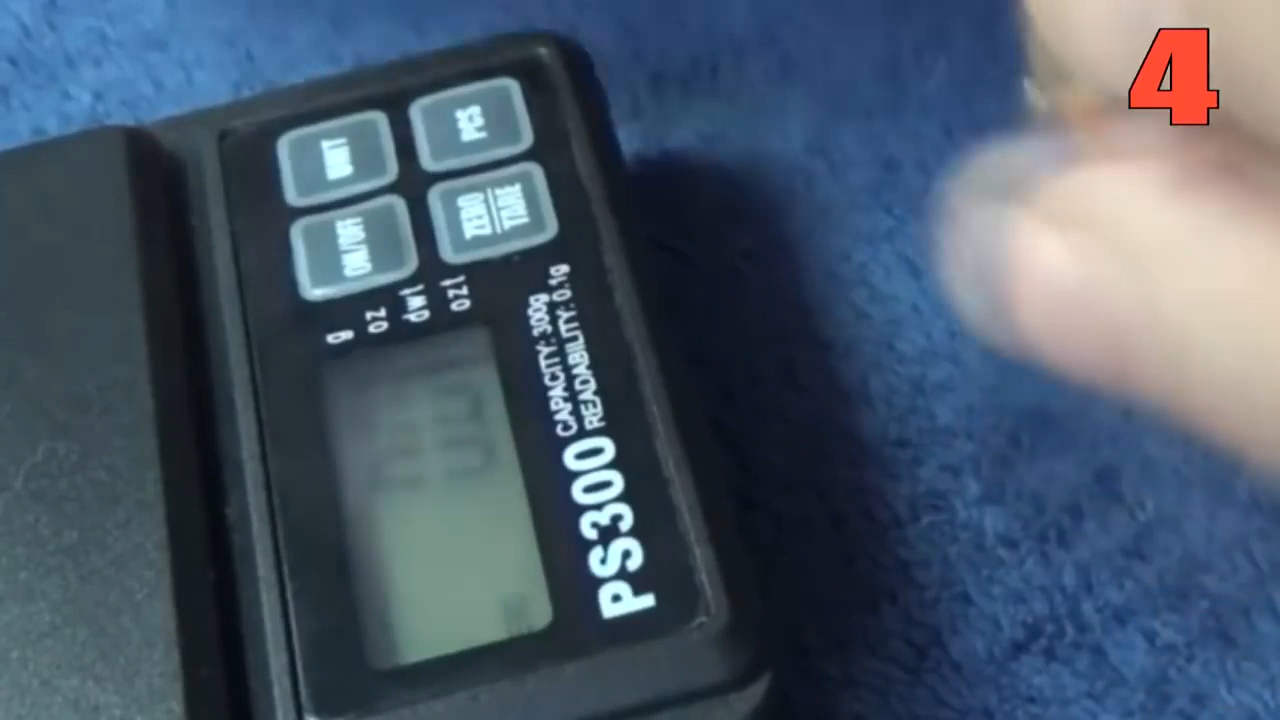 4
UNIT
PCS
ON/OFF
ZERO
TARE
g
oz
dwt
ozt
PS300
CAPACITY: 300g
READABILITY: 0.1g